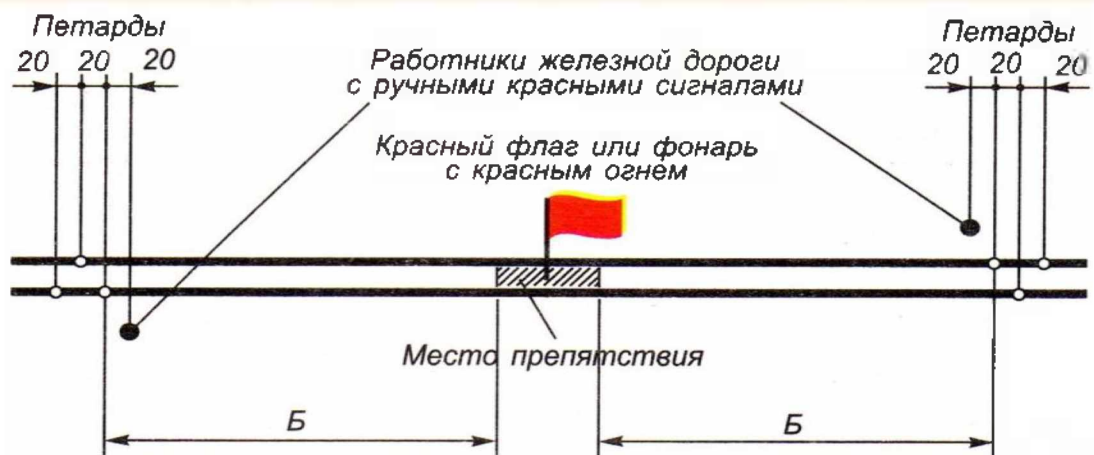 Петарды
20 20 20
Работники железной дороги
с ручными красными сигналами
Петарды
20 20 20
Красный флаг или фонарь
с красным огнем
Место препятствия
Б
Б